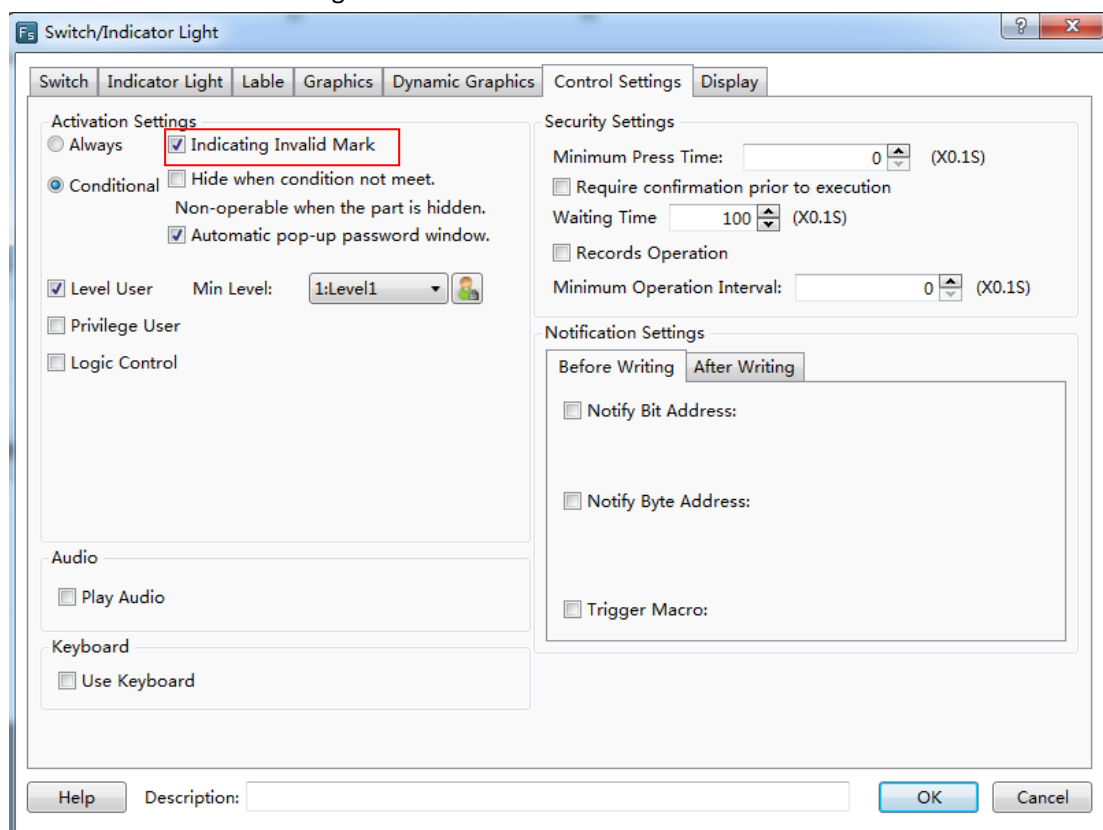 Fs Switch/Indicator Light
Switch Indicator Light Lable Graphics Dynamic Graphics Control Settings Display
Activation Settings
Always Indicating Invalid Mark
Conditional Hide when condition not meet.
Non-operable when the part is hidden.
Automatic pop-up password window.
Level User Min Level: 1:Level1
Privilege User
Logic Control
Audio
Play Audio
Keyboard
Use Keyboard
Security Settings
Minimum Press Time: 0 (X0.1S)
Require confirmation prior to execution
Waiting Time 100 (X0.1S)
Records Operation
Minimum Operation Interval: 0 (X0.1S)
Notification Settings
Before Writing After Writing
Notify Bit Address:
Notify Byte Address:
Trigger Macro:
Help Description: OK Cancel